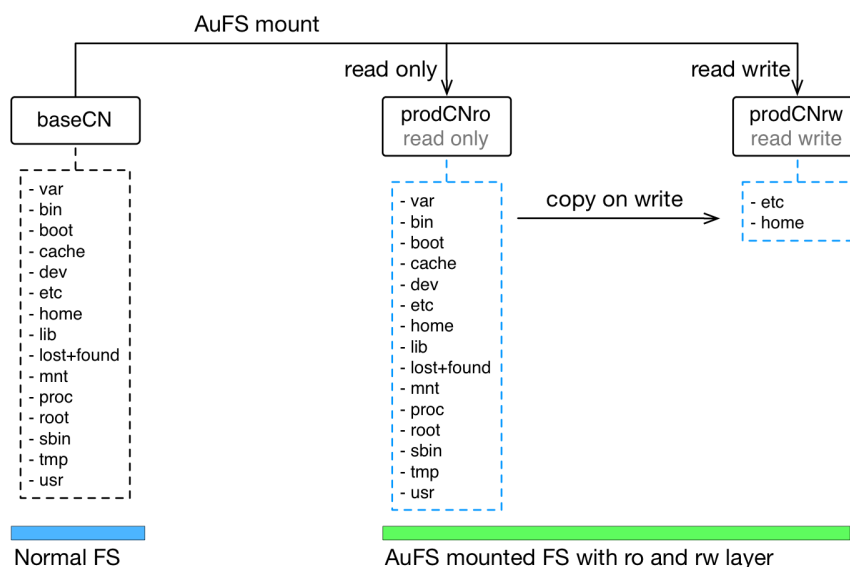 AuFS mount
read only
read write
baseCN
prodCNro
read only
prodCNrw
read write
- var
- bin
- boot
- cache
- dev
- etc
- home
- lib
- lost+found
- mnt
- proc
- root
- sbin
- tmp
- usr
- var
- bin
- boot
- cache
- dev
- etc
- home
- lib
- lost+found
- mnt
- proc
- root
- sbin
- tmp
- usr
copy on write
- etc
- home
Normal FS
AuFS mounted FS with ro and rw layer